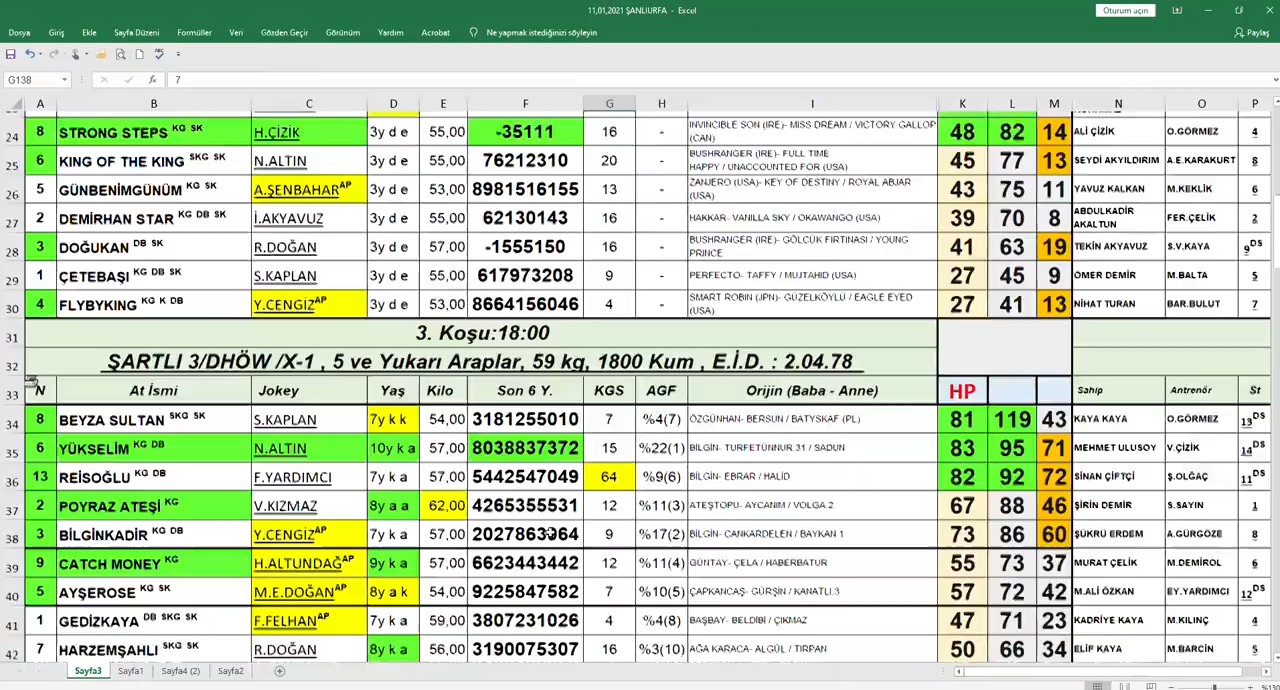 11,01,2021 ŞANLIURFA - Excel
Oturum açın
Dosya Giriş Ekle Sayfa Düzeni Formüller Veri Gözden Geçir Görünüm Yardım Acrobat Ne yapmak istediğinizi söyleyin Paylaş
G138 fx 7
A B C D E F G H I K L M N O P
24 8 STRONG STEPS KG SK H.ÇİZİK 3y d e 55,00 -35111 16 - INVINCIBLE SON (IRE)- MISS DREAM / VICTORY GALLOP (CAN) 48 82 14 ALİ ÇİZİK O.GÖRMEZ 4
25 6 KING OF THE KING SKG SK N.ALTIN 3y d e 55,00 76212310 20 - BUSHRANGER (IRE)- FULL TIME HAPPY / UNACCOUNTED FOR (USA) 45 77 13 SEYDİ AKYILDIRIM A.E.KARAKURT 8
26 5 GÜNBENİMGÜNÜM KG SK A.ŞENBAHAR AP 3y d e 53,00 8981516155 13 - ZANJERO (USA)- KEY OF DESTINY / ROYAL ABJAR (USA) 43 75 11 YAVUZ KALKAN M.KEKLİK 6
27 2 DEMİRHAN STAR KG DB SK İ.AKYAVUZ 3y d e 55,00 62130143 16 - HAKKAR- VANILLA SKY / OKAWANGO (USA) 39 70 8 ABDULKADİR AKALTUN FER.ÇELİK 2
28 3 DOĞUKAN DB SK R.DOĞAN 3y d e 55,00 -1555150 16 - BUSHRANGER (IRE)- GÖLCÜK FIRTINASI / YOUNG PRINCE 41 63 19 TEKİN AKYAVUZ S.V.KAYA 9 DS
29 1 ÇETEBAŞI KG DB SK S.KAPLAN 3y d e 55,00 617973208 9 - PERFECTO- TAFFY / MUJTAHID (USA) 27 45 9 ÖMER DEMİR M.BALTA 5
30 4 FLYBYKING KG K DB Y.CENGİZ AP 3y d e 53,00 8664156046 4 - SMART ROBIN (JPN)- GÜZELKÖYLÜ / EAGLE EYED (USA) 27 41 13 NİHAT TURAN BAR.BULUT 7
31 3. Koşu:18:00
32 ŞARTLI 3/DHÖW /X-1 , 5 ve Yukarı Araplar, 59 kg, 1800 Kum , E.İ.D. : 2.04.78
33 N At İsmi Jokey Yaş Kilo Son 6 Y. KGS AGF Orijin (Baba - Anne) HP Sahip Antrenör St
34 8 BEYZA SULTAN SKG SK S.KAPLAN 7y k k 54,00 3181255010 7 %4(7) ÖZGÜNHAN- BERSUN / BATYSKAF (PL) 81 119 43 KAYA KAYA O.GÖRMEZ 13 DS
35 6 YÜKSELİM KG DB N.ALTIN 10y k a 57,00 8038837372 15 %22(1) BİLGİN- TURFETÜNNUR 31 / SADUN 83 95 71 MEHMET ULUSOY V.ÇİZİK 14 DS
36 13 REİSOĞLU KG DB F.YARDIMCI 7y k a 57,00 5442547049 64 %9(6) BİLGİN- EBRAR / HALİD 82 92 72 SİNAN ÇİFTÇİ Ş.OLĞAÇ 11 DS
37 2 POYRAZ ATEŞİ KG V.KIZMAZ 8y a a 62,00 4265355531 12 %11(3) ATEŞTOPU- AYCANIM / VOLGA 2 67 88 46 ŞİRİN DEMİR S.SAYIN 1
38 3 BİLGİNKADİR KG DB Y.CENGİZ AP 7y k a 57,00 2027863364 9 %17(2) BİLGİN- CANKARDELEN / BAYKAN 1 73 86 60 ŞÜKRÜ ERDEM A.GÜRGÖZE 8
39 9 CATCH MONEY KG H.ALTUNDAĞ AP 9y k a 57,00 6623443442 12 %11(4) GÜNTAY- ÇELA / HABERBATUR 55 73 37 MURAT ÇELİK M.DEMİROL 6
40 5 AYŞEROSE KG SK M.E.DOĞAN AP 8y a k 54,00 9225847582 7 %10(5) ÇAPKANCAŞ- GÜRŞİN / KANATLI 3 57 72 42 M.ALİ ÖZKAN EY.YARDIMCI 12 DS
41 1 GEDİZKAYA DB SKG SK F.FELHAN AP 7y k a 59,00 3807231026 4 %4(8) BAŞBAY- BELDİBİ / ÇIKMAZ 47 71 23 KADRİYE KAYA M.KILINÇ 4
42 7 HARZEMŞAHLI SKG SK R.DOĞAN 8y k a 56,00 3190075307 16 %3(10) AĞA KARACA- ALGÜL / TIRPAN 50 66 34 ELİF KAYA M.BARCİN 5
Sayfa3 Sayfa1 Sayfa4 (2) Sayfa2
%130